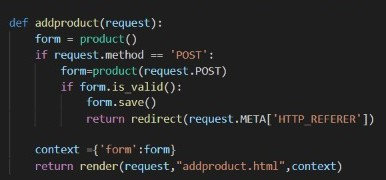 def addproduct(request):
    form = product()
    if request.method == 'POST':
        form=product(request.POST)
        if form.is_valid():
            form.save()
            return redirect(request.META['HTTP_REFERER'])
    context ={'form':form}
    return render(request,"addproduct.html",context)